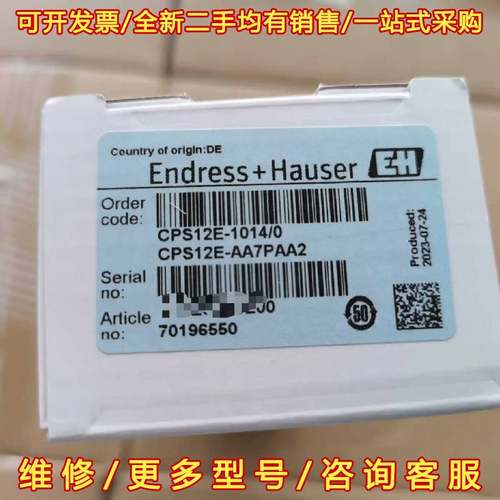 可开发票/全新二手均有销售/一站式采购
Country of origin:DE
Endress+Hauser EH
Order code: CPS12E-1014/0
CPS12E-AA7PAA2
Serial no:
Article no: 70196550
Produced: 2023-07-24
50
维修/更多型号/咨询客服